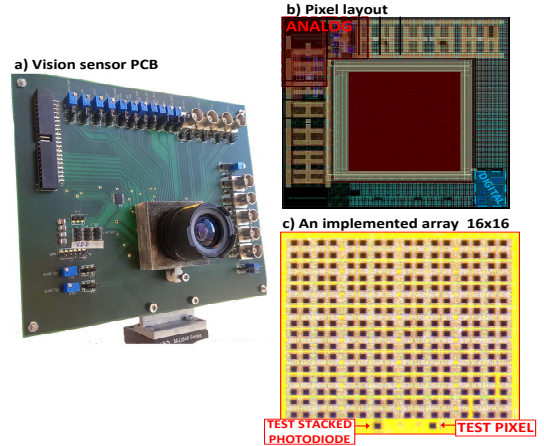 a) Vision sensor PCB
b) Pixel layout
ANALOG
DIGITAL
c) An implemented array 16x16
TEST STACKED
PHOTODIODE
TEST PIXEL